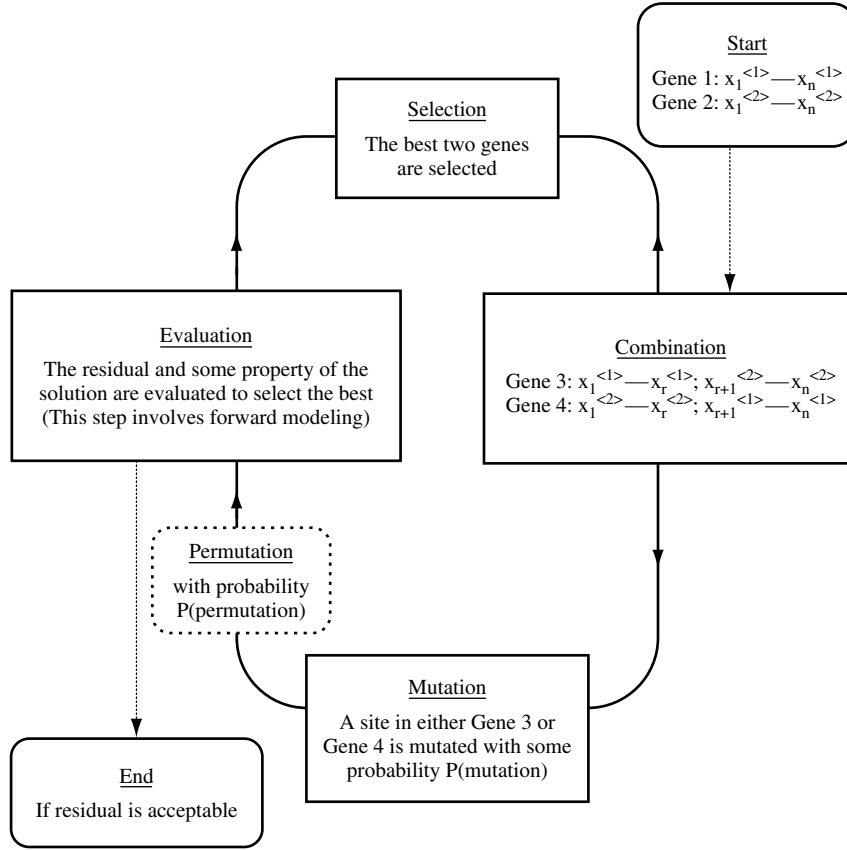 Start
Gene 1: x₁^{<1>}—xₙ^{<1>}
Gene 2: x₁^{<2>}—xₙ^{<2>}
Selection
The best two genes
are selected
Evaluation
The residual and some property of the
solution are evaluated to select the best
(This step involves forward modeling)
Combination
Gene 3: x₁^{<1>}—xᵣ^{<1>}; x_{r+1}^{<2>}—xₙ^{<2>}
Gene 4: x₁^{<2>}—xᵣ^{<2>}; x_{r+1}^{<1>}—xₙ^{<1>}
Permutation
with probability
P(permutation)
Mutation
A site in either Gene 3 or
Gene 4 is mutated with some
probability P(mutation)
End
If residual is acceptable